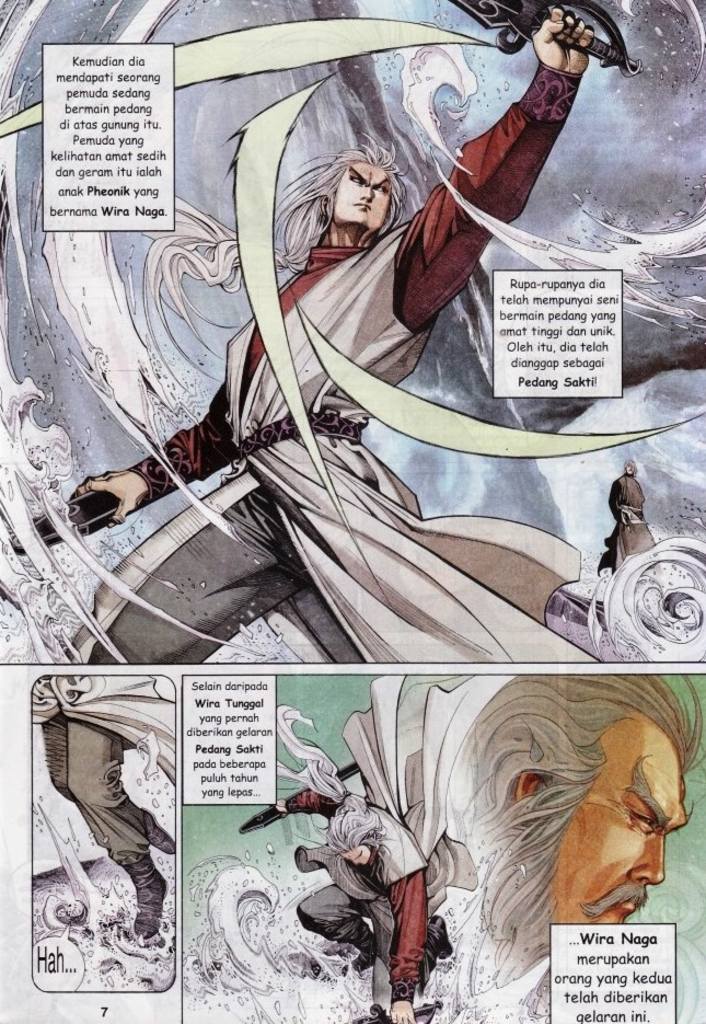 Kemudian dia
mendapati seorang
pemuda sedang
bermain pedang
di atas gunung itu.
Pemuda yang
kelihatan amat sedih
dan geram itu ialah
anak Pheonik yang
bernama Wira Naga.
Rupa-rupanya dia
telah mempunyai seni
bermain pedang yang
amat tinggi dan unik.
Oleh itu, dia telah
dianggap sebagai
Pedang Sakti!
Hah...
Selain daripada
Wira Tunggal
yang pernah
diberikan gelaran
Pedang Sakti
pada beberapa
puluh tahun
yang lepas...
...Wira Naga
merupakan
orang yang kedua
telah diberikan
gelaran ini.
7